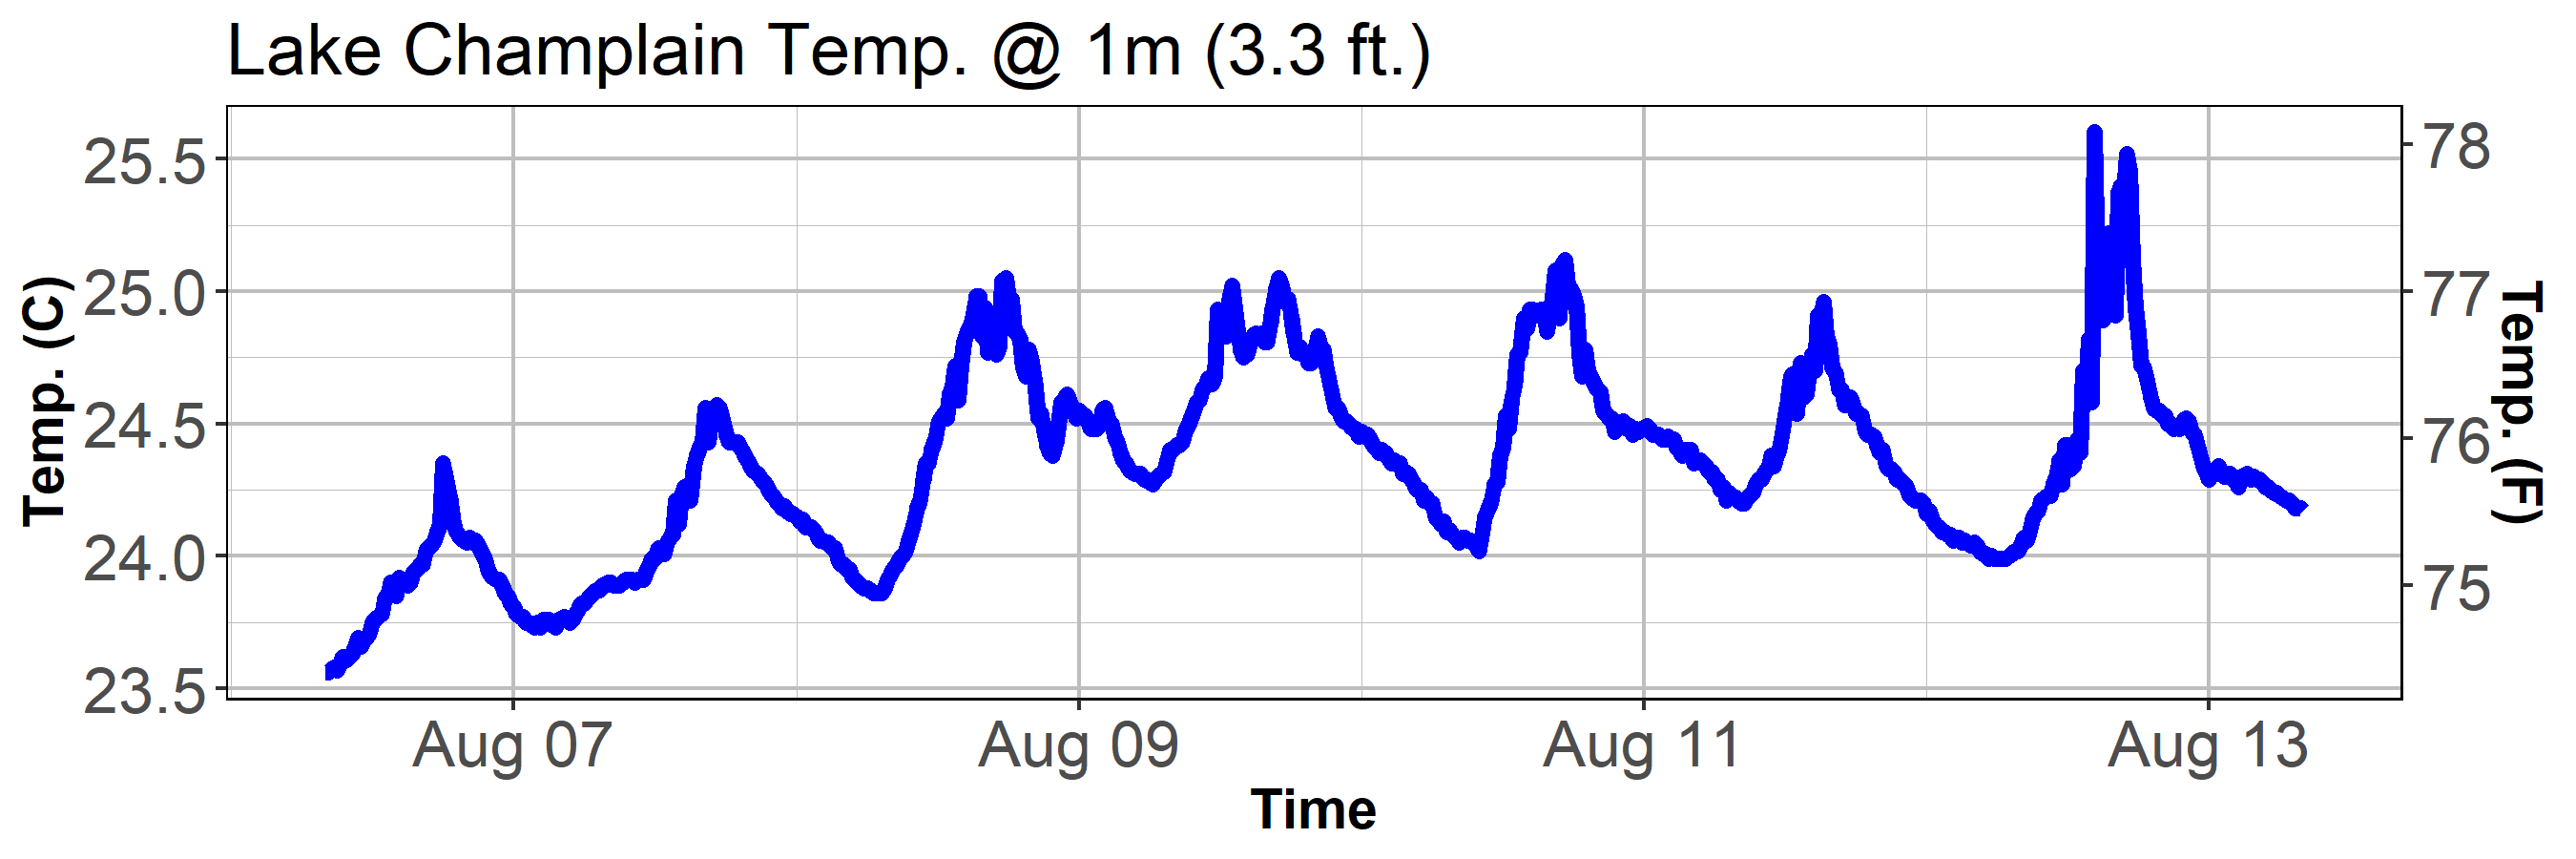 Lake Champlain Temp. @ 1m (3.3 ft.)
Temp. (C)
25.5
25.0
24.5
24.0
23.5
78
77
76
75
Temp. (F)
Aug 07
Aug 09
Aug 11
Aug 13
Time